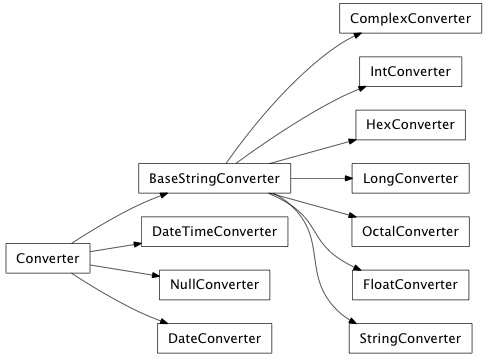 ComplexConverter
IntConverter
HexConverter
BaseStringConverter
LongConverter
DateTimeConverter
OctalConverter
Converter
NullConverter
FloatConverter
DateConverter
StringConverter